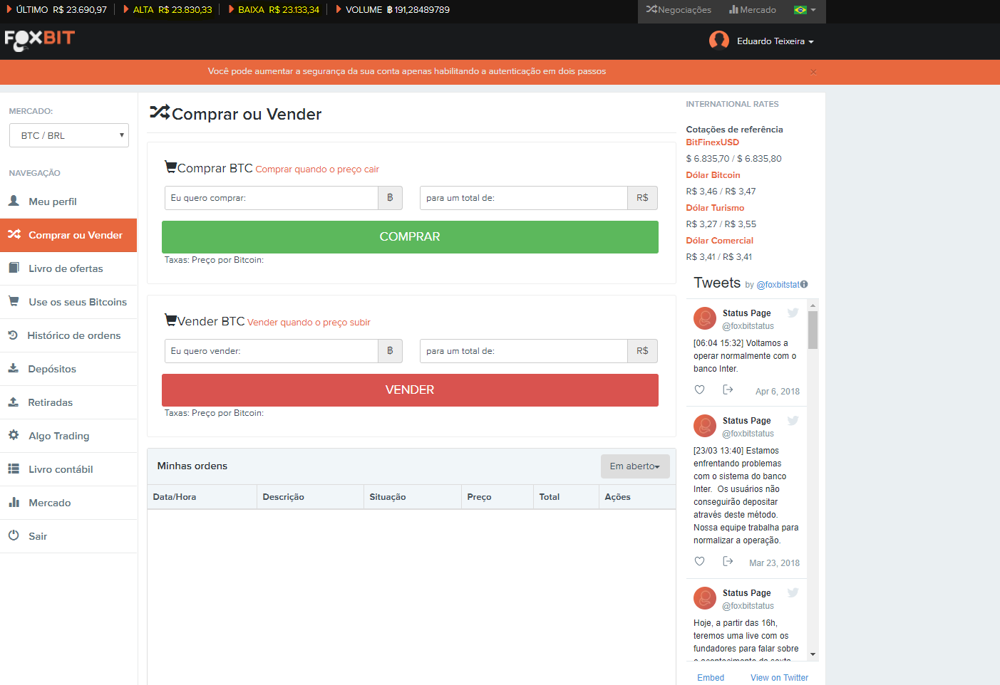 ÚLTIMO R$ 23.690,97 ALTA R$ 23.830,33 BAIXA R$ 23.133,34 VOLUME ฿ 191,28489789
Negociações Mercado
FOXBIT
Eduardo Teixeira
Você pode aumentar a segurança da sua conta apenas habilitando a autenticação em dois passos ×
MERCADO:
BTC / BRL
NAVEGAÇÃO
Meu perfil
Comprar ou Vender
Livro de ofertas
Use os seus Bitcoins
Histórico de ordens
Depósitos
Retiradas
Algo Trading
Livro contábil
Mercado
Sair
Comprar ou Vender
Comprar BTC Comprar quando o preço cair
Eu quero comprar: ฿ para um total de: R$
COMPRAR
Taxas: Preço por Bitcoin:
Vender BTC Vender quando o preço subir
Eu quero vender: ฿ para um total de: R$
VENDER
Taxas: Preço por Bitcoin:
Minhas ordens
Em aberto
Data/Hora Descrição Situação Preço Total Ações
INTERNATIONAL RATES
Cotações de referência
BitFinexUSD
$ 6.835,70 / $ 6.835,80
Dólar Bitcoin
R$ 3,46 / R$ 3,47
Dólar Turismo
R$ 3,27 / R$ 3,55
Dólar Comercial
R$ 3,41 / R$ 3,41
Tweets by @foxbitstat
Status Page
@foxbitstatus
[06:04 15:32] Voltamos a
operar normalmente com o
banco Inter.
Apr 6, 2018
Status Page
@foxbitstatus
[23/03 13:40] Estamos
enfrentando problemas
com o sistema do banco
Inter. Os usuários não
conseguirão depositar
através deste método.
Nossa equipe trabalha para
normalizar a operação.
Mar 23, 2018
Status Page
@foxbitstatus
Hoje, a partir das 16h,
teremos uma live com os
fundadores para falar sobre
o acontecimento da sexta
Embed View on Twitter